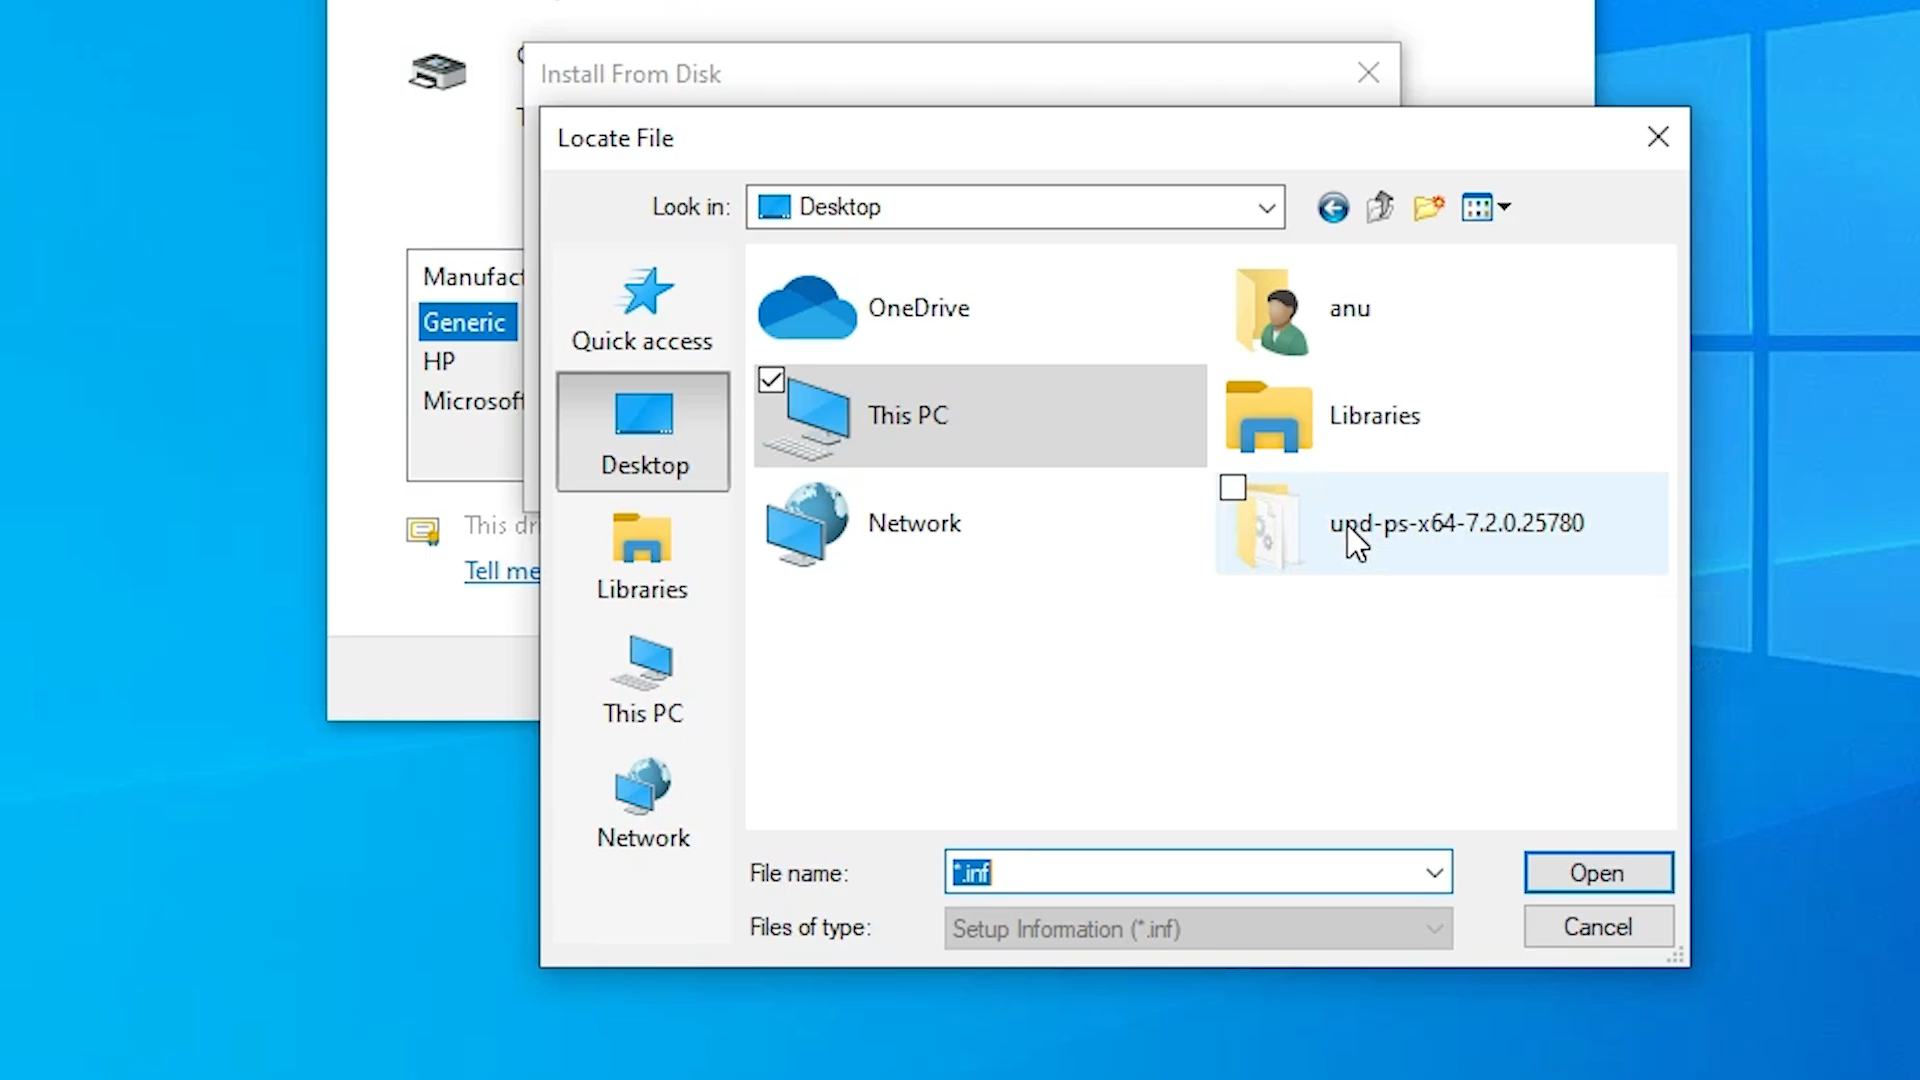 Install From Disk
Locate File
Look in:
Desktop
Quick access
Desktop
Libraries
This PC
Network
OneDrive
anu
This PC
Libraries
Network
upd-ps-x64-7.2.0.25780
File name:
*.inf
Open
Files of type:
Setup Information (*.inf)
Cancel
Manufact
Generic
HP
Microsoft
This dri
Tell me